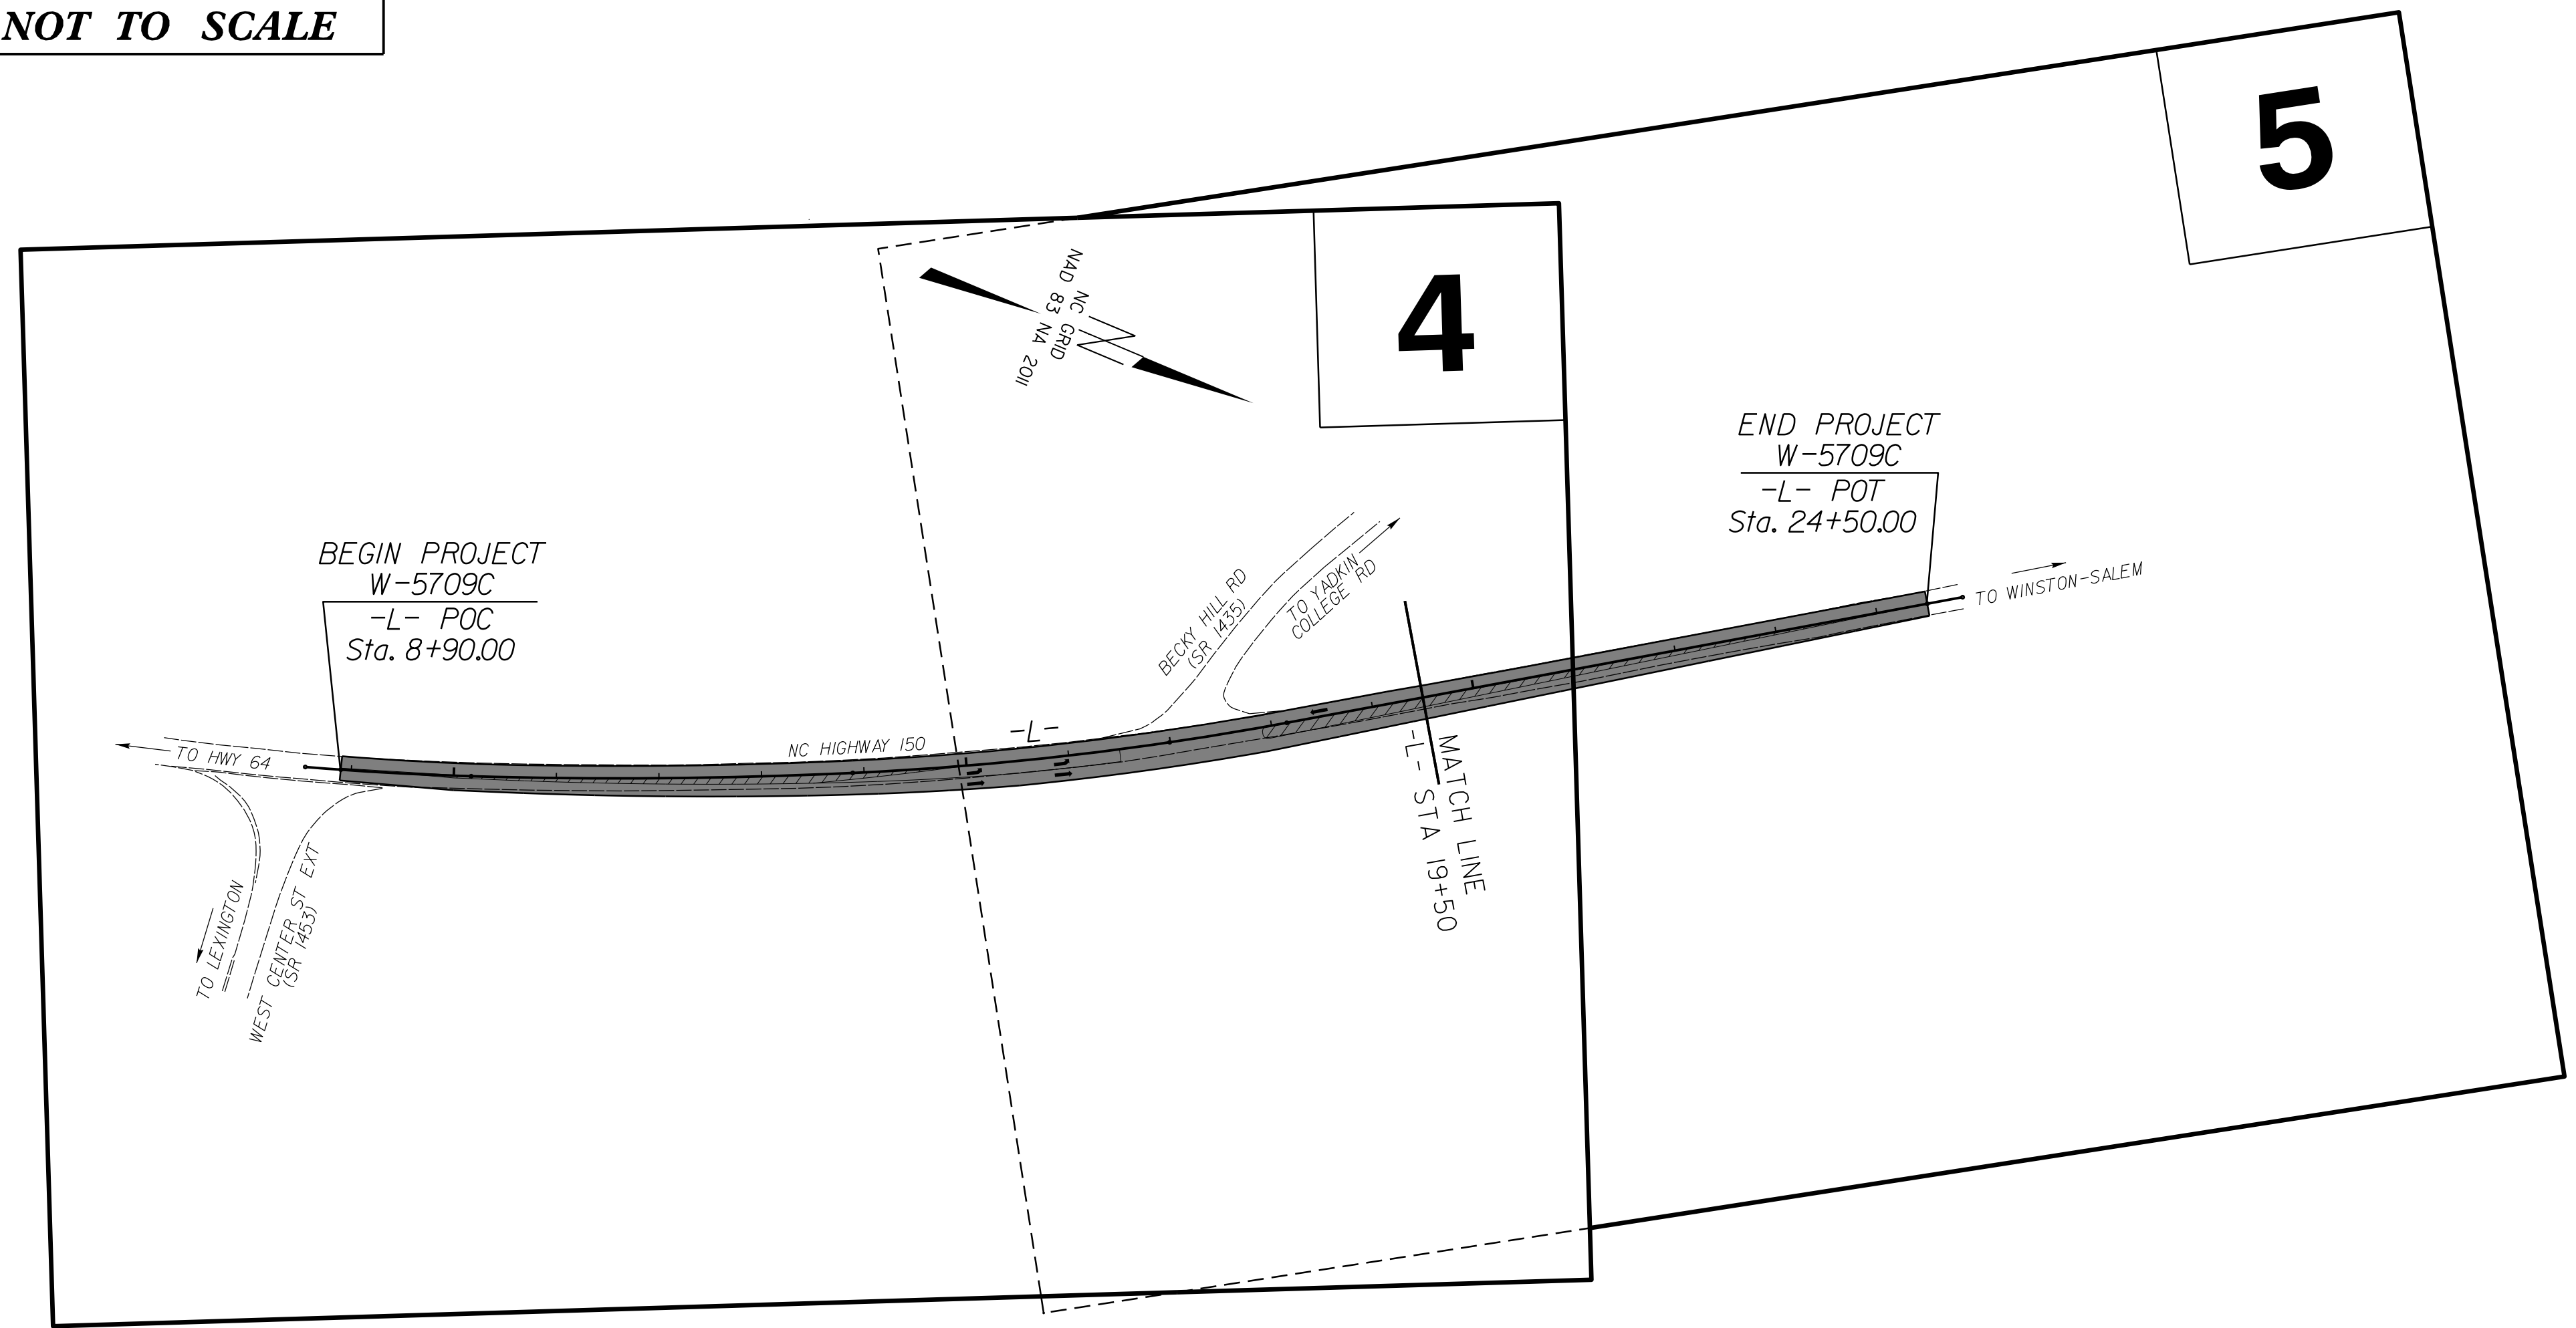 NOT TO SCALE
5
4
NC GRID
NAD 83 NA 2011
END PROJECT
W-5709C
-L- POT
Sta. 24+50.00
BEGIN PROJECT
W-5709C
-L- POC
Sta. 8+90.00
BECKY HILL RD
(SR 1435)
TO YADKIN
COLLEGE RD
TO WINSTON-SALEM
-L-
NC HIGHWAY 150
TO HWY 64
MATCH LINE
-L- STA 19+50
TO LEXINGTON
WEST CENTER ST EXT
(SR 1453)